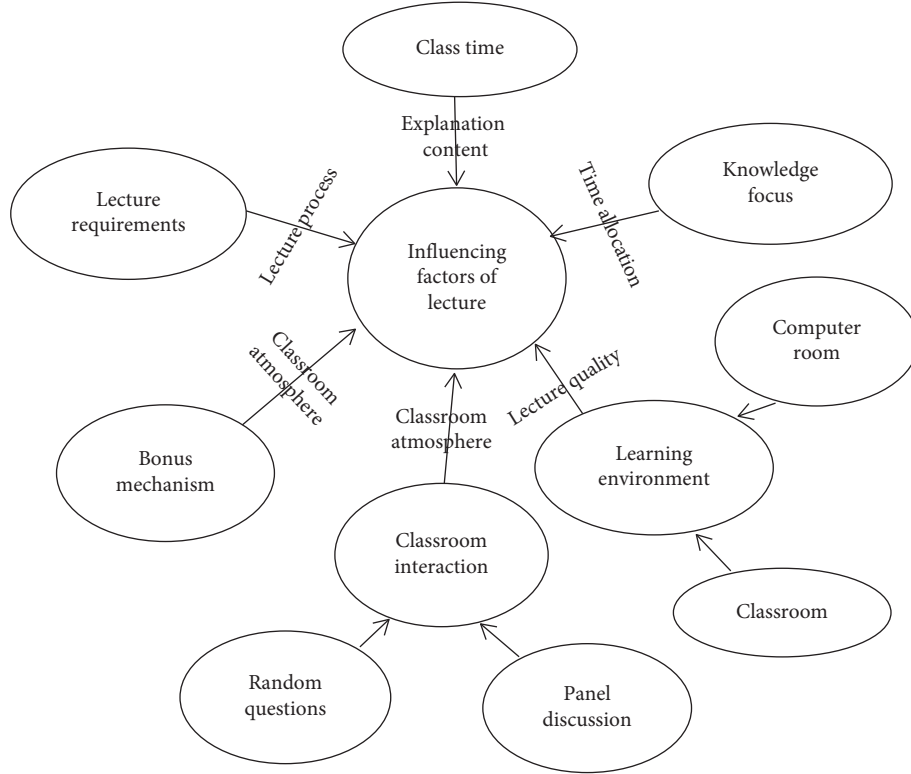 Class time
Explanation
content
Lecture
requirements
Lecture process
Time allocation
Knowledge
focus
Influencing
factors of
lecture
Computer
room
Classroom
atmosphere
Classroom
atmosphere
Lecture quality
Bonus
mechanism
Learning
environment
Classroom
interaction
Classroom
Random
questions
Panel
discussion